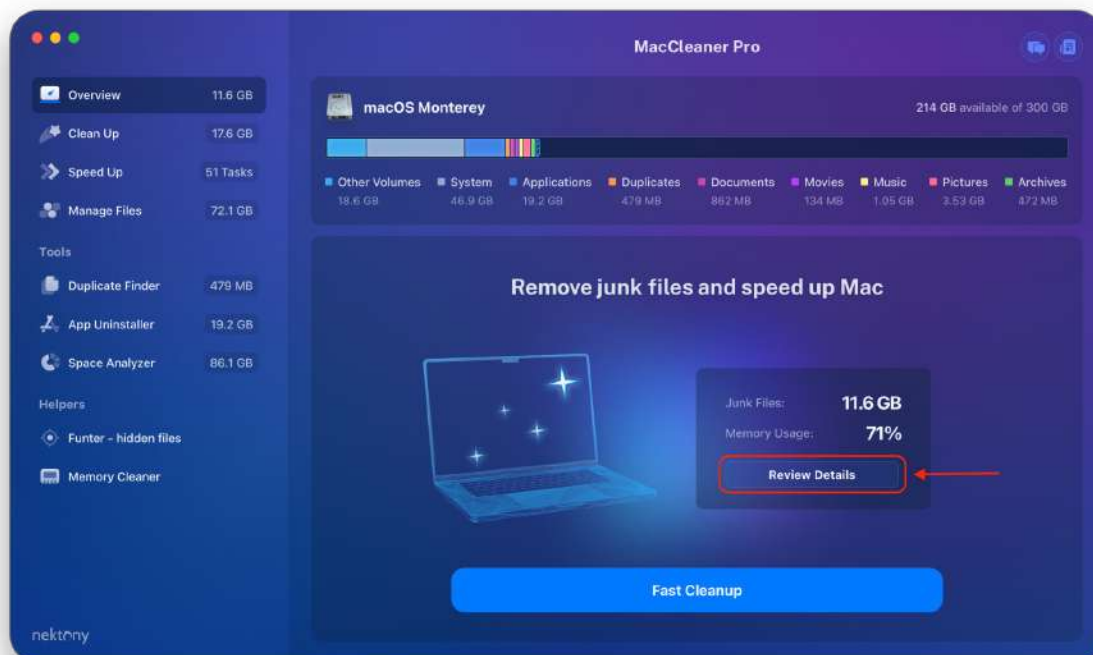 MacCleaner Pro
Overview 11.6 GB
Clean Up 17.6 GB
Speed Up 51 Tasks
Manage Files 72.1 GB
Tools
Duplicate Finder 479 MB
App Uninstaller 19.2 GB
Space Analyzer 86.1 GB
Helpers
Funter – hidden files
Memory Cleaner
nektony
macOS Monterey 214 GB available of 300 GB
Other Volumes System Applications Duplicates Documents Movies Music Pictures Archives
18.6 GB 46.9 GB 19.2 GB 479 MB 862 MB 134 MB 1.05 GB 3.53 GB 472 MB
Remove junk files and speed up Mac
Junk Files: 11.6 GB
Memory Usage: 71%
Review Details
Fast Cleanup